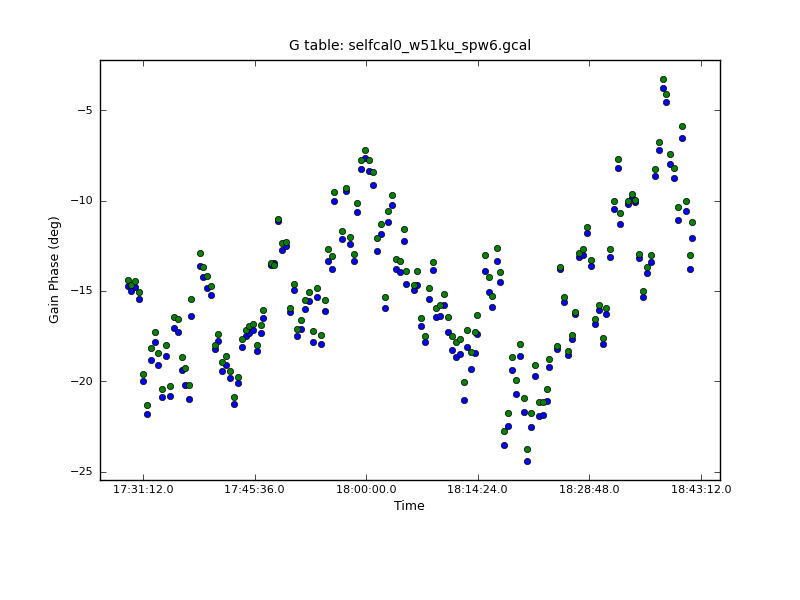 G table: selfcal0_w51ku_spw6.gcal
Gain Phase (deg)
−5
−10
−15
−20
−25
17:31:12.0 17:45:36.0 18:00:00.0 18:14:24.0 18:28:48.0 18:43:12.0
Time